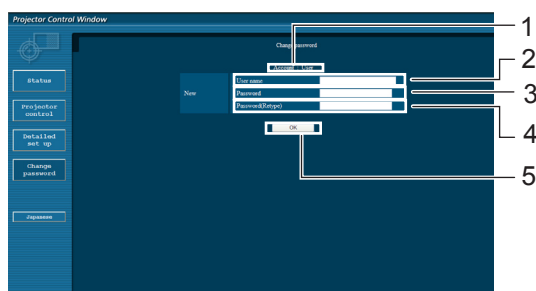 Projector Control Window
Change password
1
Account : User
2
Status
User name
New
Password
3
Password(Retype)
Projector
control
4
OK
Detailed
set up
Change
password
5
Japanese